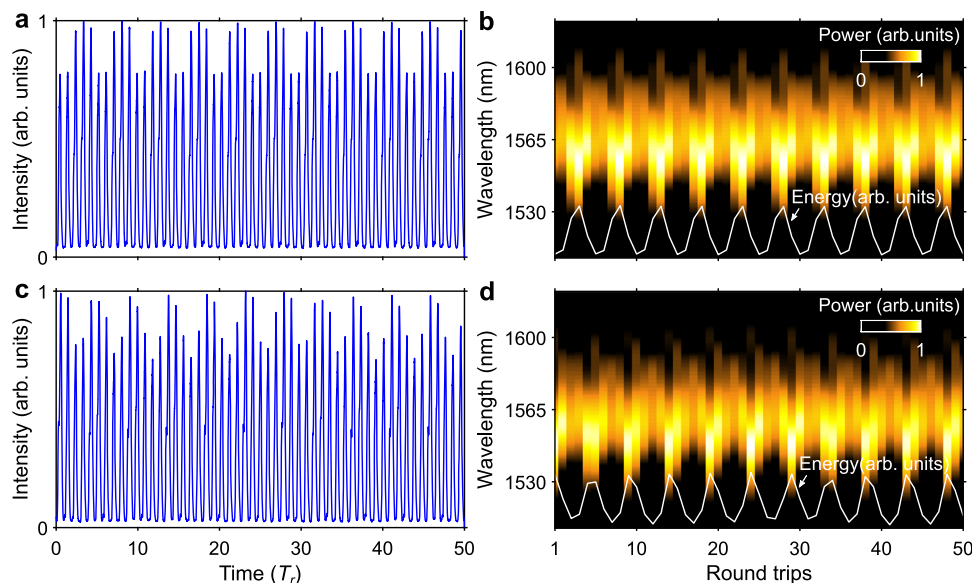 a
1
Intensity (arb. units)
0
b
Power (arb.units)
0 1
1600
1565
1530
Wavelength (nm)
Energy(arb. units)
c
1
Intensity (arb. units)
0
0 10 20 30 40 50
Time (Tr)
d
Power (arb.units)
0 1
1600
1565
1530
Wavelength (nm)
Energy(arb. units)
1 10 20 30 40 50
Round trips